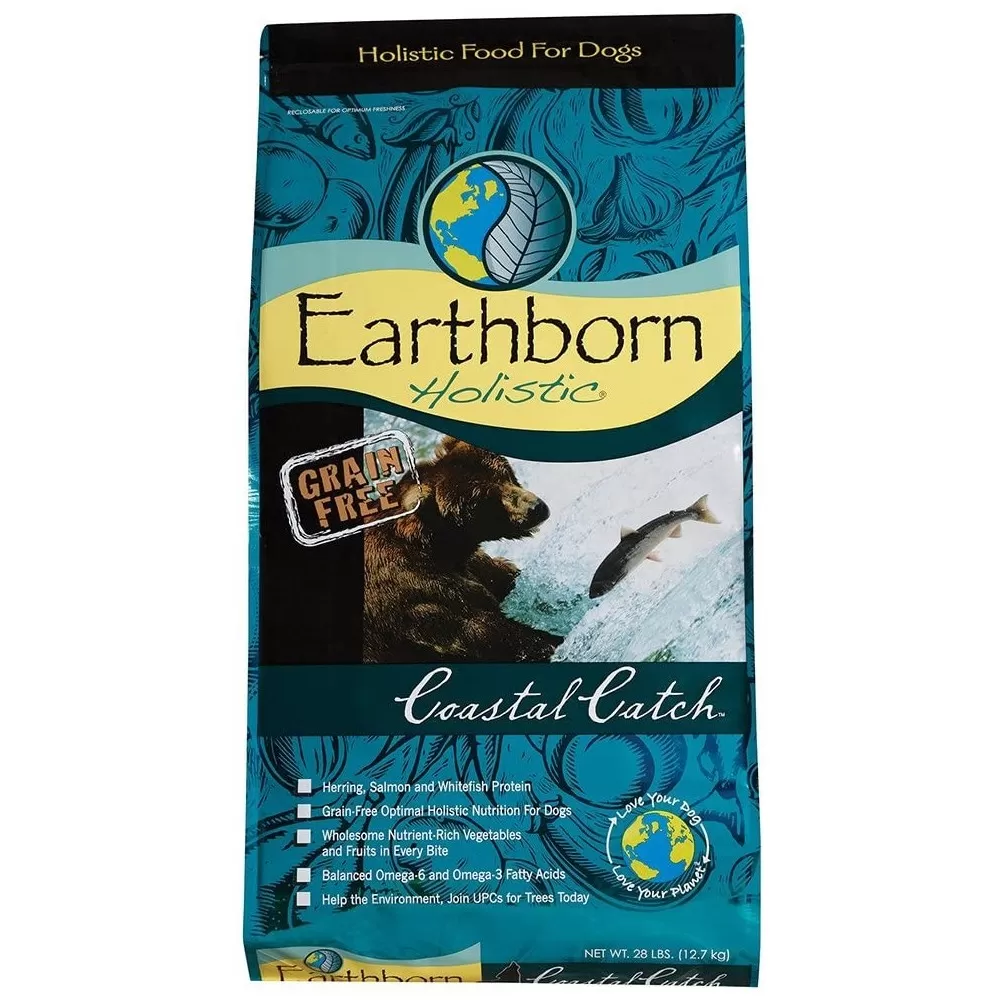 Holistic Food For Dogs
RECLOSABLE FOR OPTIMUM FRESHNESS
Earthborn
Holistic®
GRAIN
FREE
Coastal Catch™
Herring, Salmon and Whitefish Protein
Grain-Free Optimal Holistic Nutrition For Dogs
Wholesome Nutrient-Rich Vegetables
and Fruits in Every Bite
Balanced Omega-6 and Omega-3 Fatty Acids
Help the Environment, Join UPCs for Trees Today
Love Your Dog
Love Your Planet
NET WT. 28 LBS. (12.7 kg)
Earthborn
Coastal Catch